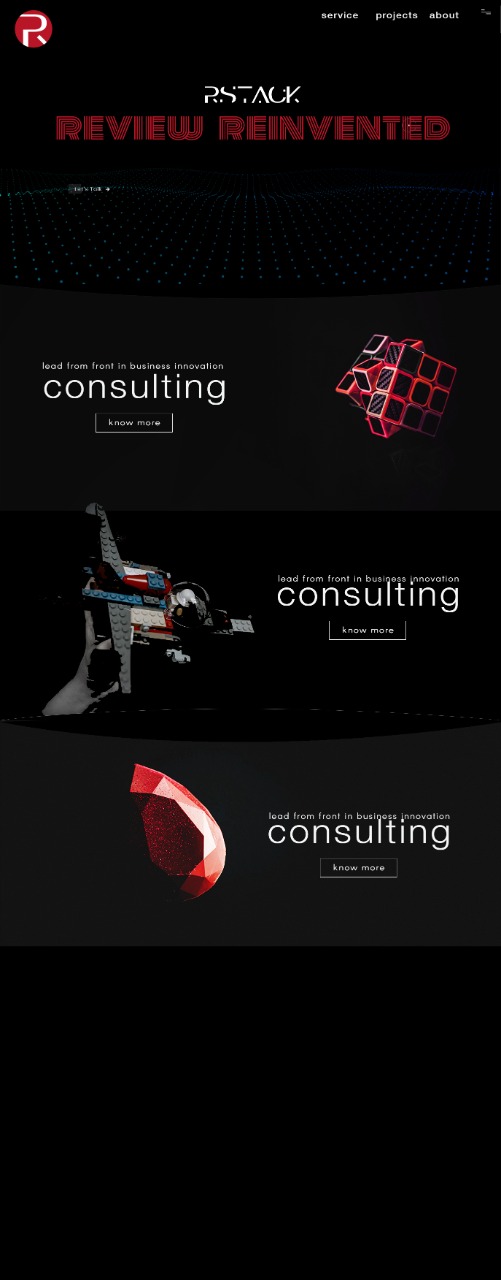 R
service projects about
RSTACK
REVIEW REINVENTED
Let's Talk →
lead from front in business innovation
consulting
know more
lead from front in business innovation
consulting
know more
lead from front in business innovation
consulting
know more